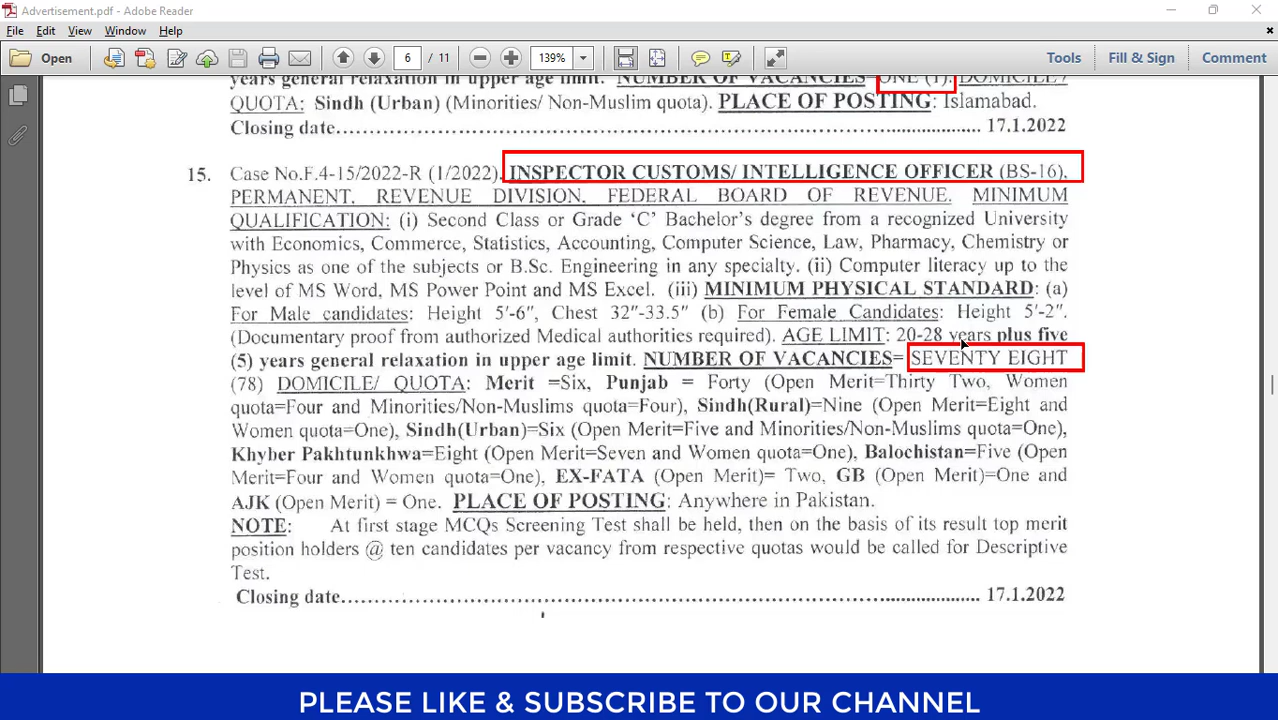 Advertisement.pdf - Adobe Reader
File Edit View Window Help
Open 6 / 11 139% Tools Fill & Sign Comment
years general relaxation in upper age limit. NUMBER OF VACANCIES=ONE (1). DOMICILE /
QUOTA: Sindh (Urban) (Minorities/ Non-Muslim quota). PLACE OF POSTING: Islamabad.
Closing date........................................................................................................ 17.1.2022
15. Case No.F.4-15/2022-R (1/2022). INSPECTOR CUSTOMS/ INTELLIGENCE OFFICER (BS-16),
PERMANENT, REVENUE DIVISION, FEDERAL BOARD OF REVENUE. MINIMUM
QUALIFICATION: (i) Second Class or Grade ‘C’ Bachelor’s degree from a recognized University
with Economics, Commerce, Statistics, Accounting, Computer Science, Law, Pharmacy, Chemistry or
Physics as one of the subjects or B.Sc. Engineering in any specialty. (ii) Computer literacy up to the
level of MS Word, MS Power Point and MS Excel. (iii) MINIMUM PHYSICAL STANDARD: (a)
For Male candidates: Height 5′-6″, Chest 32″-33.5″ (b) For Female Candidates: Height 5′-2″.
(Documentary proof from authorized Medical authorities required). AGE LIMIT: 20-28 years plus five
(5) years general relaxation in upper age limit. NUMBER OF VACANCIES= SEVENTY EIGHT
(78) DOMICILE/ QUOTA: Merit =Six, Punjab = Forty (Open Merit=Thirty Two, Women
quota=Four and Minorities/Non-Muslims quota=Four), Sindh(Rural)=Nine (Open Merit=Eight and
Women quota=One), Sindh(Urban)=Six (Open Merit=Five and Minorities/Non-Muslims quota=One),
Khyber Pakhtunkhwa=Eight (Open Merit=Seven and Women quota=One), Balochistan=Five (Open
Merit=Four and Women quota=One), EX-FATA (Open Merit)= Two, GB (Open Merit)=One and
AJK (Open Merit) = One. PLACE OF POSTING: Anywhere in Pakistan.
NOTE: At first stage MCQs Screening Test shall be held, then on the basis of its result top merit
position holders @ ten candidates per vacancy from respective quotas would be called for Descriptive
Test.
Closing date........................................................................................................ 17.1.2022
PLEASE LIKE & SUBSCRIBE TO OUR CHANNEL